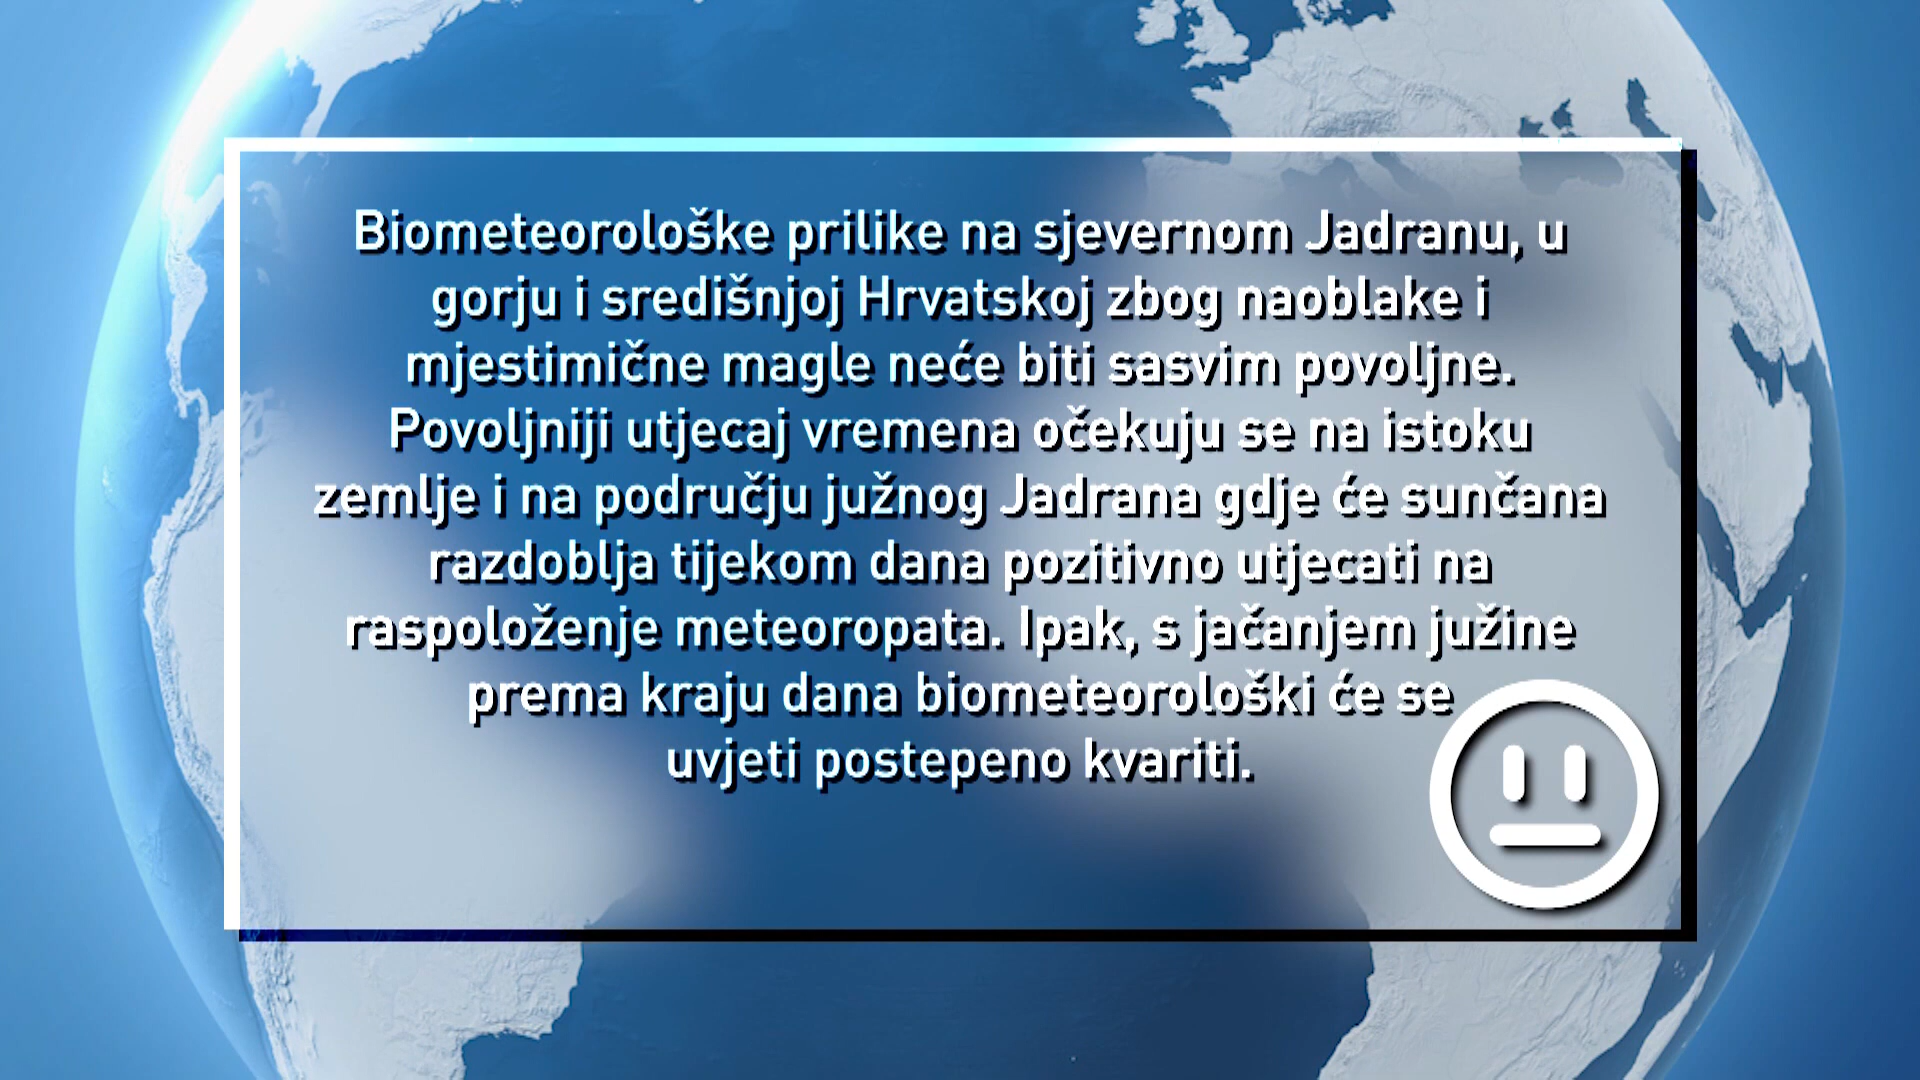 Biometeorološke prilike na sjevernom Jadranu, u
gorju i središnjoj Hrvatskoj zbog naoblake i
mjestimične magle neće biti sasvim povoljne.
Povoljniji utjecaj vremena očekuju se na istoku
zemlje i na području južnog Jadrana gdje će sunčana
razdoblja tijekom dana pozitivno utjecati na
raspoloženje meteoropata. Ipak, s jačanjem južine
prema kraju dana biometeorološki će se
uvjeti postepeno kvariti.